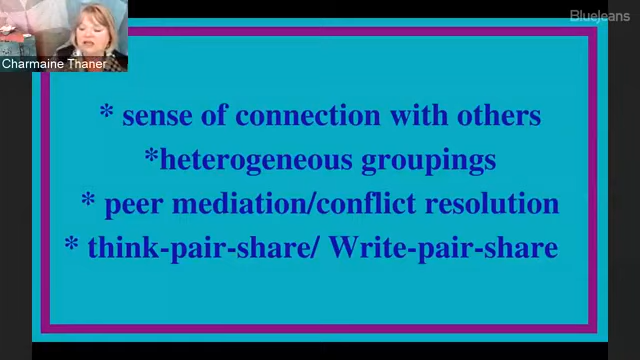 BlueJeans
Charmaine Thaner
* sense of connection with others
*heterogeneous groupings
* peer mediation/conflict resolution
* think-pair-share/ Write-pair-share